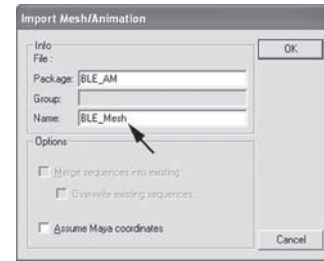 Import Mesh/Animation
Info
File :
OK
Package: BLE_AM
Group:
Name: BLE_Mesh
Options
Merge sequences into existing
Overwrite existing sequences
Assume Maya coordinates
Cancel